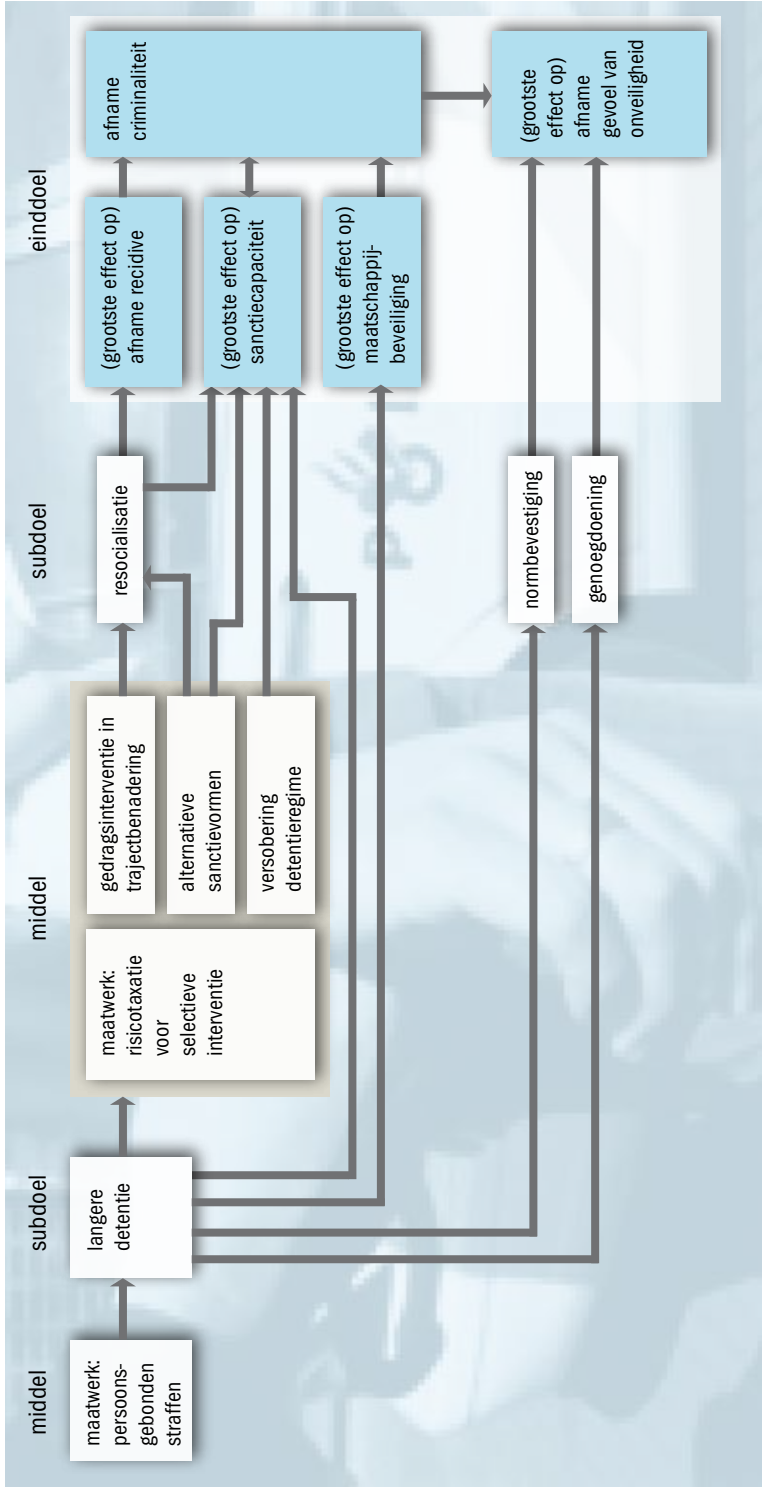 middel
subdoel
middel
subdoel
einddoel
maatwerk:
persoons-
gebonden
straffen
langere
detentie
maatwerk:
risicotaxatie
voor
selectieve
interventie
gedragsinterventie in
trajectbenadering
alternatieve
sanctievormen
versobering
detentieregime
resocialisatie
normbevestiging
genoegdoening
(grootste effect op)
afname recidive
(grootste effect op)
sanctiecapaciteit
(grootste effect op)
maatschappij-
beveiliging
afname
criminaliteit
(grootste
effect op)
afname
gevoel van
onveiligheid